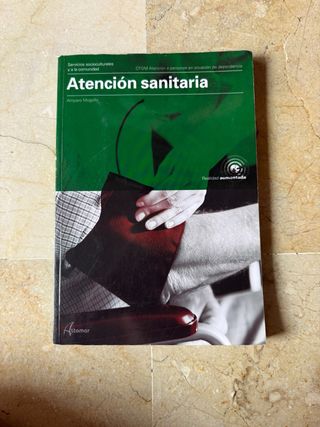 Servicios socioculturales
y a la comunidad
CFGM Atención a personas en situación de dependencia
Atención sanitaria
Amparo Mogollo
Realidad aumentada
Altamar